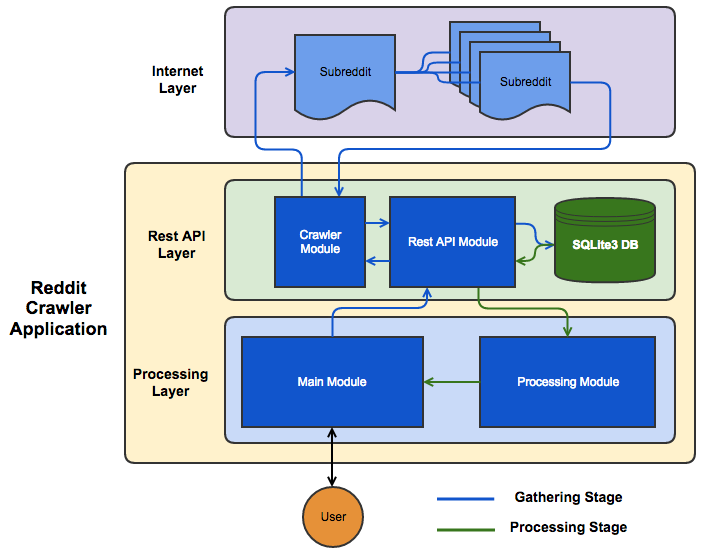 Internet
Layer
Subreddit
Subreddit
Rest API
Layer
Crawler
Module
Rest API Module
SQLite3 DB
Reddit
Crawler
Application
Processing
Layer
Main Module
Processing Module
User
Gathering Stage
Processing Stage